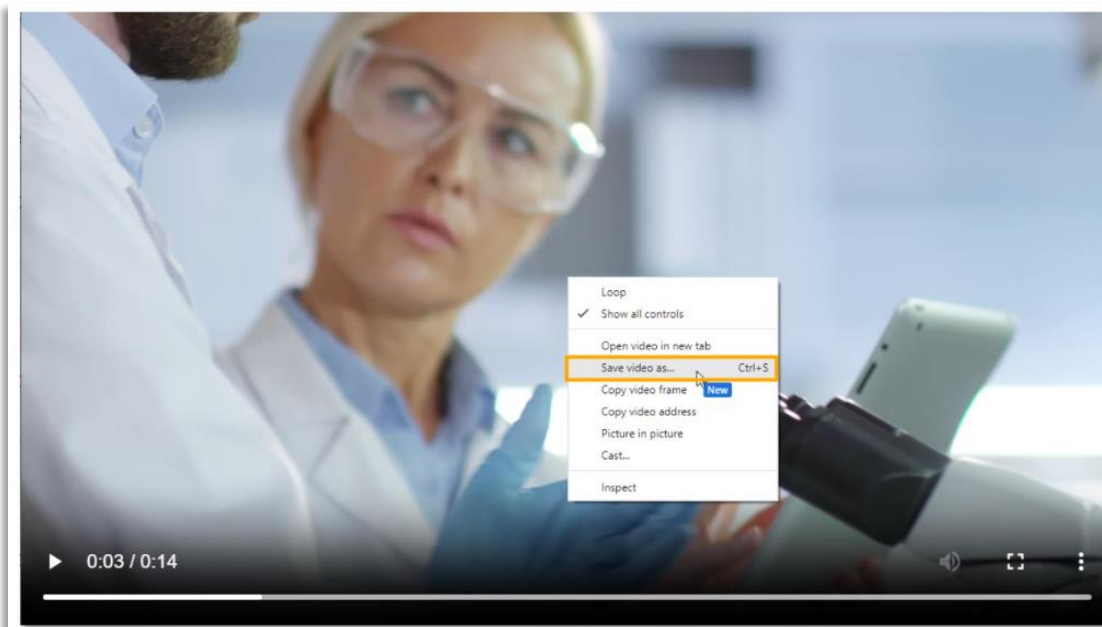 Loop
✓ Show all controls
Open video in new tab
Save video as... Ctrl+S
Copy video frame New
Copy video address
Picture in picture
Cast...
Inspect
0:03 / 0:14